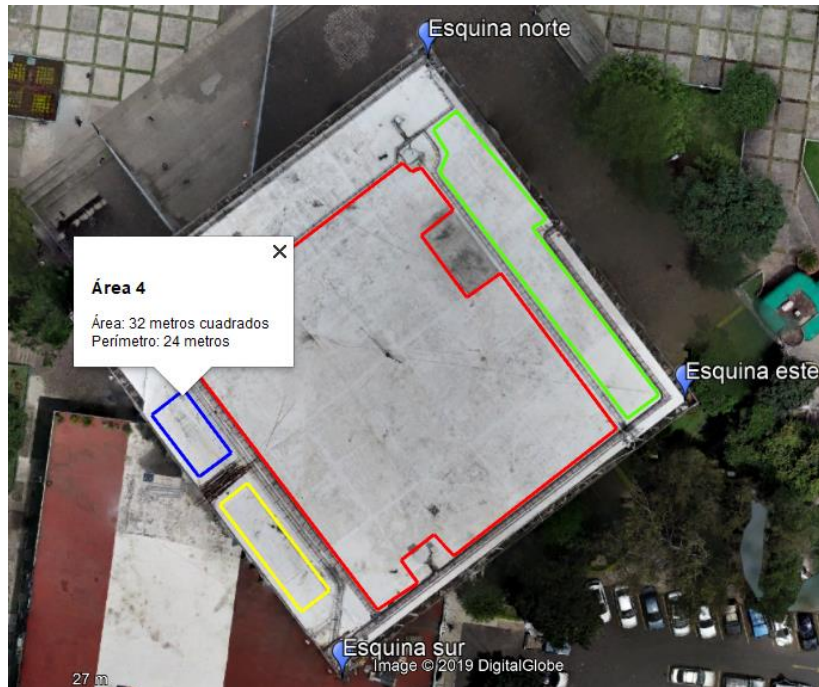 Esquina norte
Área 4
Área: 32 metros cuadrados
Perímetro: 24 metros
Esquina este
Esquina sur
Image © 2019 DigitalGlobe
27 m